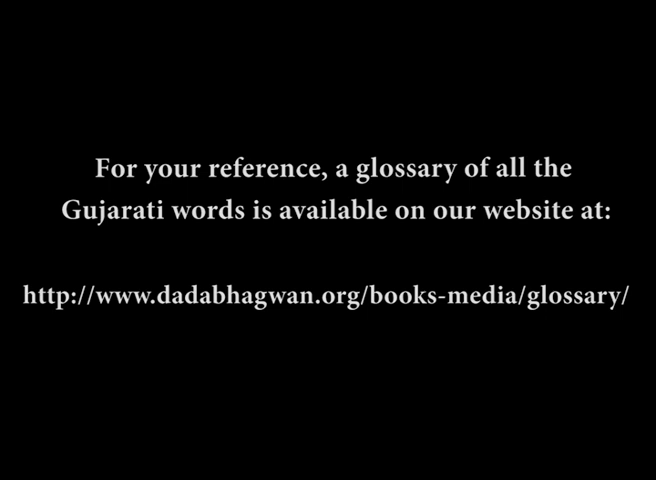 For your reference, a glossary of all the
Gujarati words is available on our website at:
http://www.dadabhagwan.org/books-media/glossary/